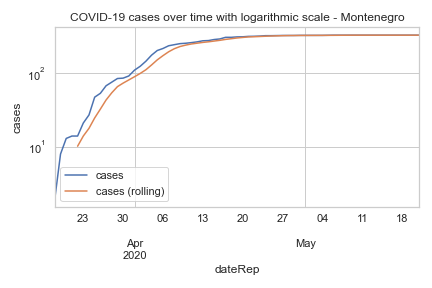 COVID-19 cases over time with logarithmic scale - Montenegro
cases
10²
10¹
cases
cases (rolling)
23 30 06 13 20 27 04 11 18
Apr May
2020
dateRep